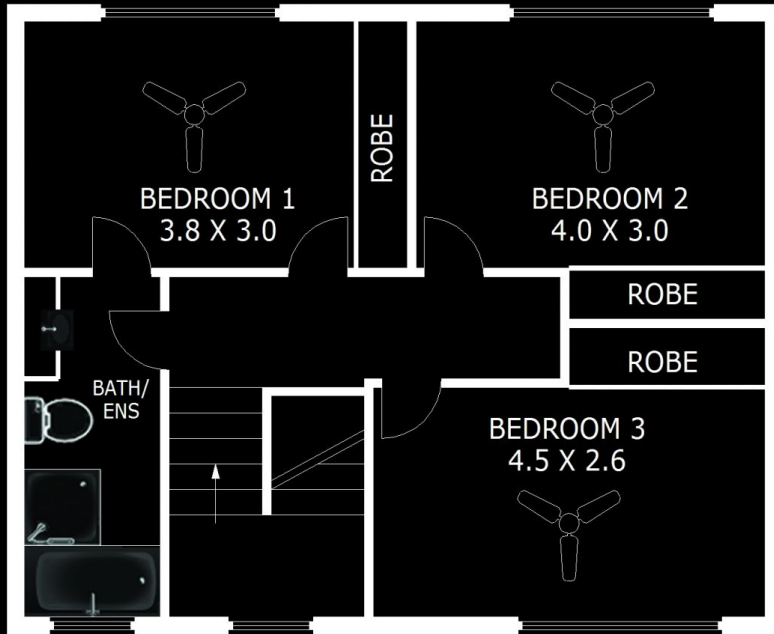 BEDROOM 1
3.8 X 3.0
ROBE
BEDROOM 2
4.0 X 3.0
ROBE
ROBE
BATH/
ENS
BEDROOM 3
4.5 X 2.6